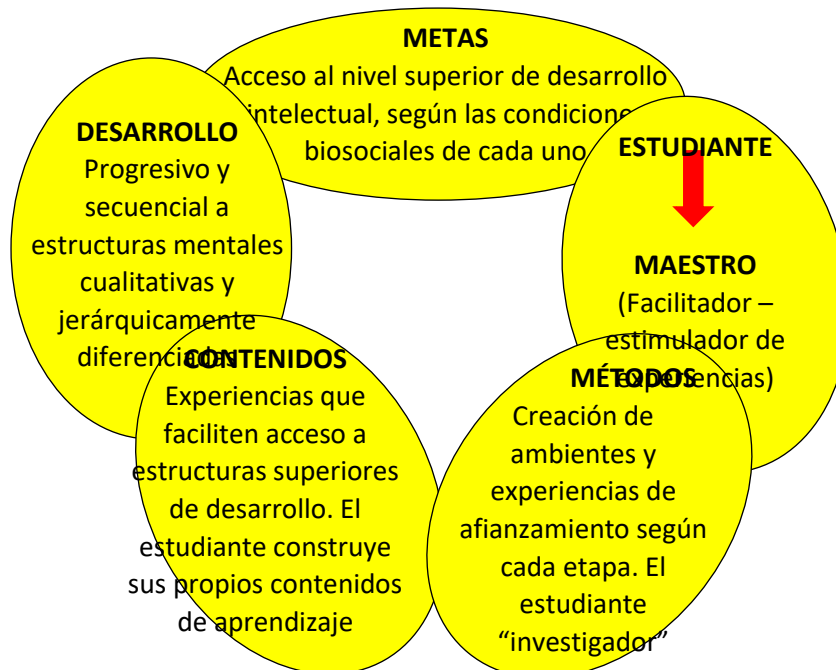 METAS
Acceso al nivel superior de desarrollo
intelectual, según las condicione
biosociales de cada uno
DESARROLLO
Progresivo y
secuencial a
estructuras mentales
cualitativas y
jerárquicamente
diferenciadas
ESTUDIANTE
MAESTRO
(Facilitador –
estimulador de
experiencias)
CONTENIDOS
Experiencias que
faciliten acceso a
estructuras superiores
de desarrollo. El
estudiante construye
sus propios contenidos
de aprendizaje
MÉTODOS
Creación de
ambientes y
experiencias de
afianzamiento según
cada etapa. El
estudiante
“investigador”